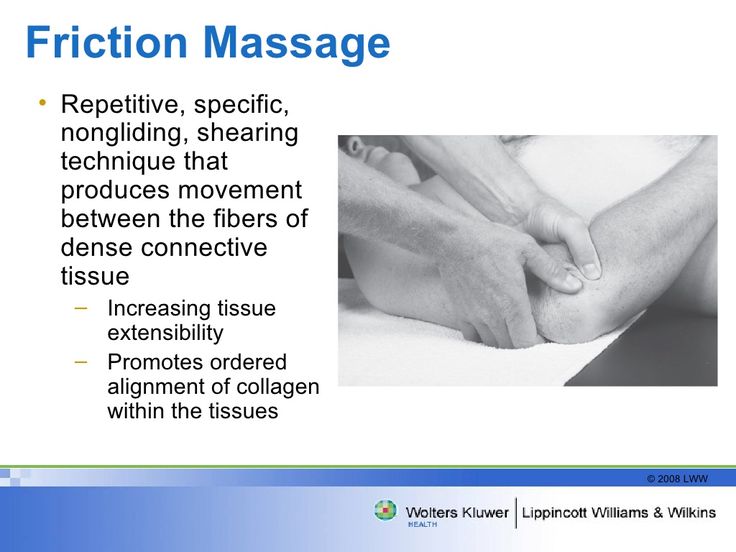 Friction Massage
• Repetitive, specific,
nongliding, shearing
technique that
produces movement
between the fibers of
dense connective
tissue
– Increasing tissue
extensibility
– Promotes ordered
alignment of collagen
within the tissues
© 2008 LWW
Wolters Kluwer | Lippincott Williams & Wilkins
HEALTH